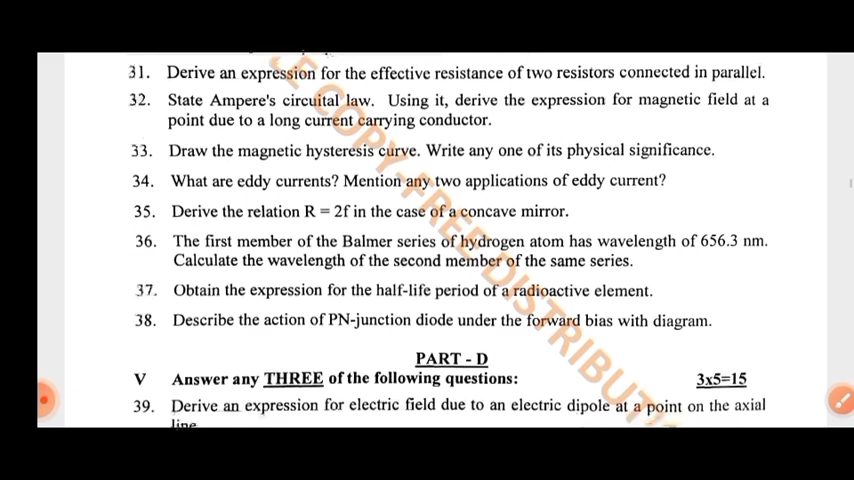 31. Derive an expression for the effective resistance of two resistors connected in parallel.
32. State Ampere's circuital law. Using it, derive the expression for magnetic field at a
point due to a long current carrying conductor.
33. Draw the magnetic hysteresis curve. Write any one of its physical significance.
34. What are eddy currents? Mention any two applications of eddy current?
35. Derive the relation R = 2f in the case of a concave mirror.
36. The first member of the Balmer series of hydrogen atom has wavelength of 656.3 nm.
Calculate the wavelength of the second member of the same series.
37. Obtain the expression for the half-life period of a radioactive element.
38. Describe the action of PN-junction diode under the forward bias with diagram.
PART - D
V Answer any THREE of the following questions: 3x5=15
39. Derive an expression for electric field due to an electric dipole at a point on the axial
line
COPY-FREE DISTRIBUTI